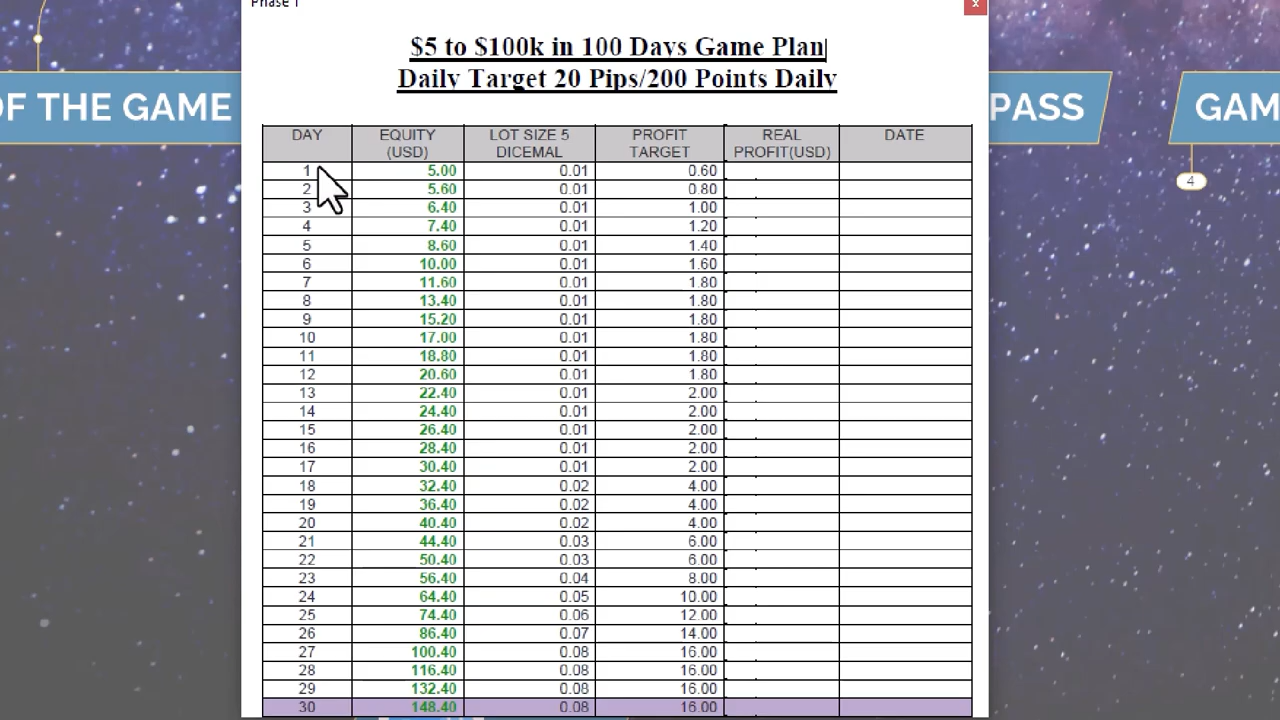 Phase 1
x
$5 to $100k in 100 Days Game Plan
Daily Target 20 Pips/200 Points Daily
OF THE GAME
PASS
GAM
4
DAY EQUITY (USD) LOT SIZE 5 DICEMAL PROFIT TARGET REAL PROFIT(USD) DATE
1 5.00 0.01 0.60
2 5.60 0.01 0.80
3 6.40 0.01 1.00
4 7.40 0.01 1.20
5 8.60 0.01 1.40
6 10.00 0.01 1.60
7 11.60 0.01 1.80
8 13.40 0.01 1.80
9 15.20 0.01 1.80
10 17.00 0.01 1.80
11 18.80 0.01 1.80
12 20.60 0.01 1.80
13 22.40 0.01 2.00
14 24.40 0.01 2.00
15 26.40 0.01 2.00
16 28.40 0.01 2.00
17 30.40 0.01 2.00
18 32.40 0.02 4.00
19 36.40 0.02 4.00
20 40.40 0.02 4.00
21 44.40 0.03 6.00
22 50.40 0.03 6.00
23 56.40 0.04 8.00
24 64.40 0.05 10.00
25 74.40 0.06 12.00
26 86.40 0.07 14.00
27 100.40 0.08 16.00
28 116.40 0.08 16.00
29 132.40 0.08 16.00
30 148.40 0.08 16.00